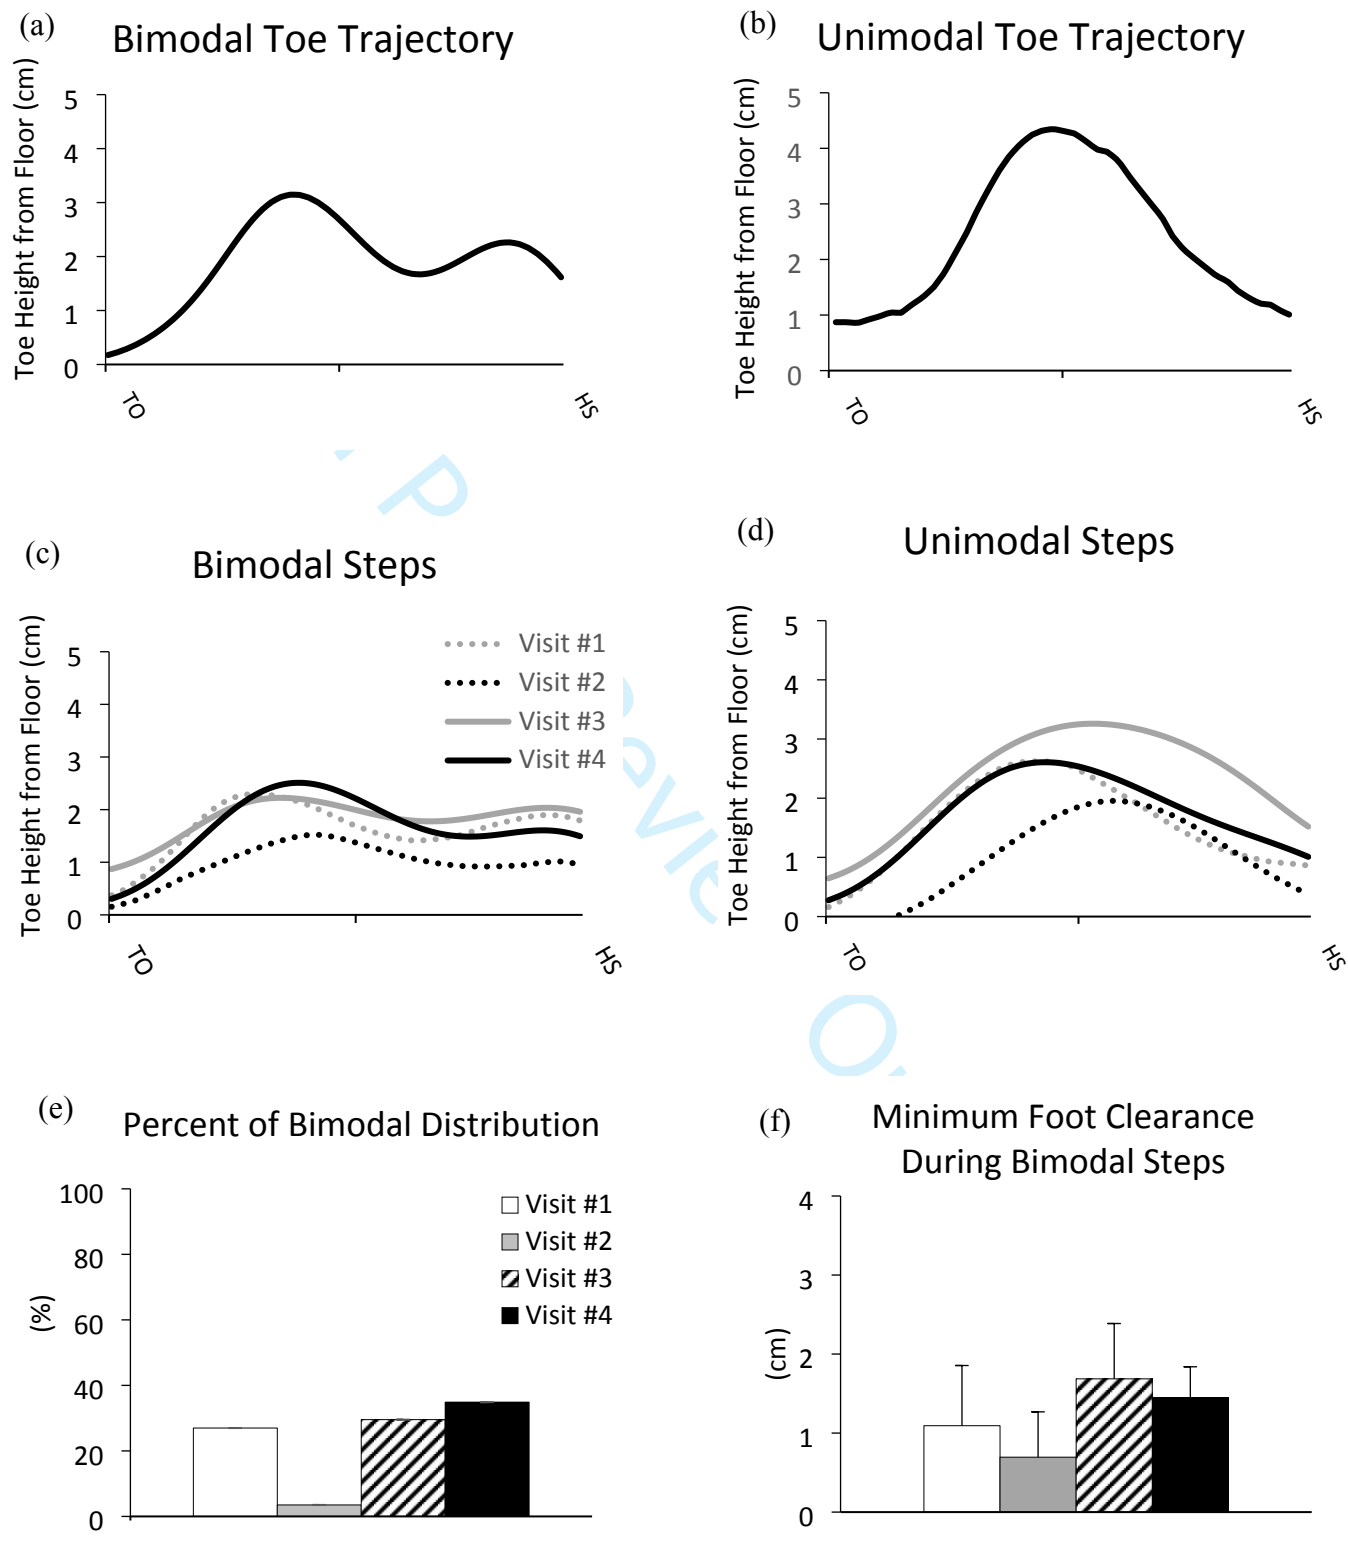 (a)
Bimodal Toe Trajectory
Toe Height from Floor (cm)
5
4
3
2
1
0
TO
HS
(b)
Unimodal Toe Trajectory
Toe Height from Floor (cm)
5
4
3
2
1
0
TO
HS
(c)
Bimodal Steps
Toe Height from Floor (cm)
5
4
3
2
1
0
TO
HS
Visit #1
Visit #2
Visit #3
Visit #4
(d)
Unimodal Steps
Toe Height from Floor (cm)
5
4
3
2
1
0
TO
HS
(e)
Percent of Bimodal Distribution
(%)
100
80
60
40
20
0
Visit #1
Visit #2
Visit #3
Visit #4
(f)
Minimum Foot Clearance
During Bimodal Steps
(cm)
4
3
2
1
0